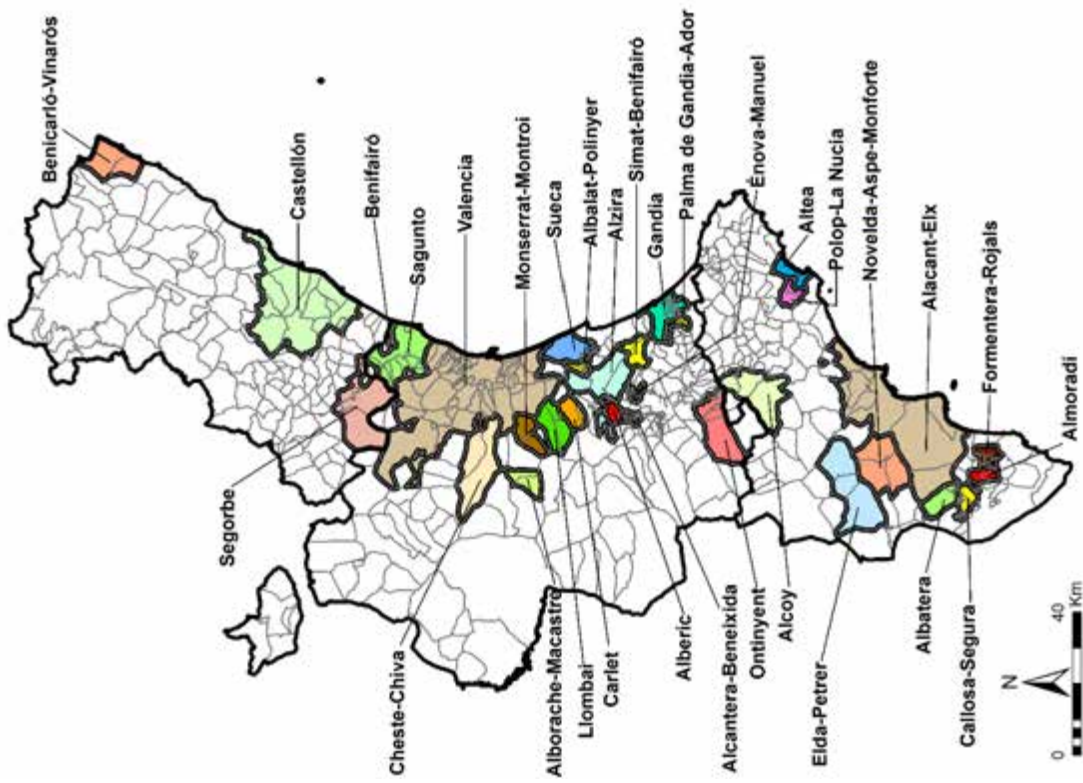 Benicarló-Vinarós
Castellón
Benifairó
Sagunto
Valencia
Monserrat-Montroi
Sueca
Albalat-Polinyer
Alzira
Simat-Benifairó
Gandia
Palma de Gandia-Ador
Ènova-Manuel
Altea
Polop-La Nucia
Novelda-Aspe-Monforte
Alacant-Elx
Formentera-Rojals
Almoradí
Segorbe
Cheste-Chiva
Alborache-Macastre
Llombai
Carlet
Alberic
Alcantera-Beneixida
Ontinyent
Alcoy
Elda-Petrer
Albatera
Callosa-Segura
N
0 40
Km